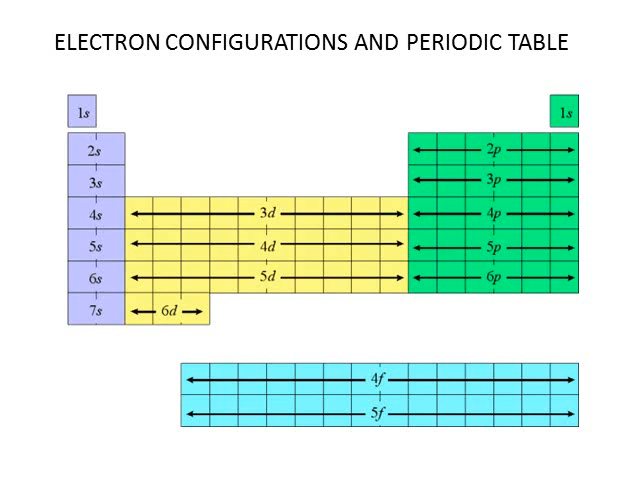 ELECTRON CONFIGURATIONS AND PERIODIC TABLE
1s 1s
2s 2p
3s 3p
4s 3d 4p
5s 4d 5p
6s 5d 6p
7s 6d
4f
5f